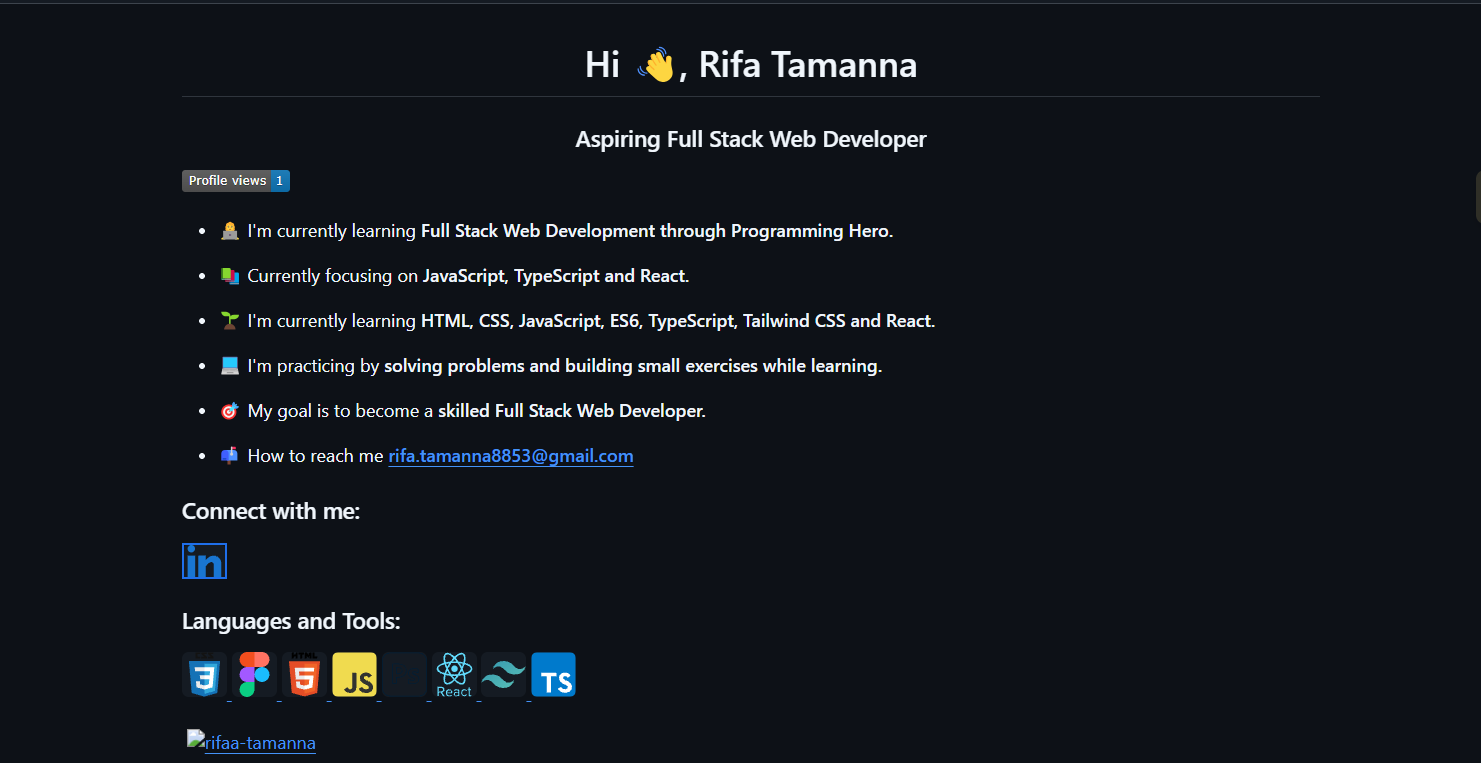 Hi 👋, Rifa Tamanna
Aspiring Full Stack Web Developer
Profile views 1
I'm currently learning Full Stack Web Development through Programming Hero.
Currently focusing on JavaScript, TypeScript and React.
I'm currently learning HTML, CSS, JavaScript, ES6, TypeScript, Tailwind CSS and React.
I'm practicing by solving problems and building small exercises while learning.
My goal is to become a skilled Full Stack Web Developer.
How to reach me rifa.tamanna8853@gmail.com
Connect with me:
in
Languages and Tools:
3 HTML 5 JS React TS
rifaa-tamanna